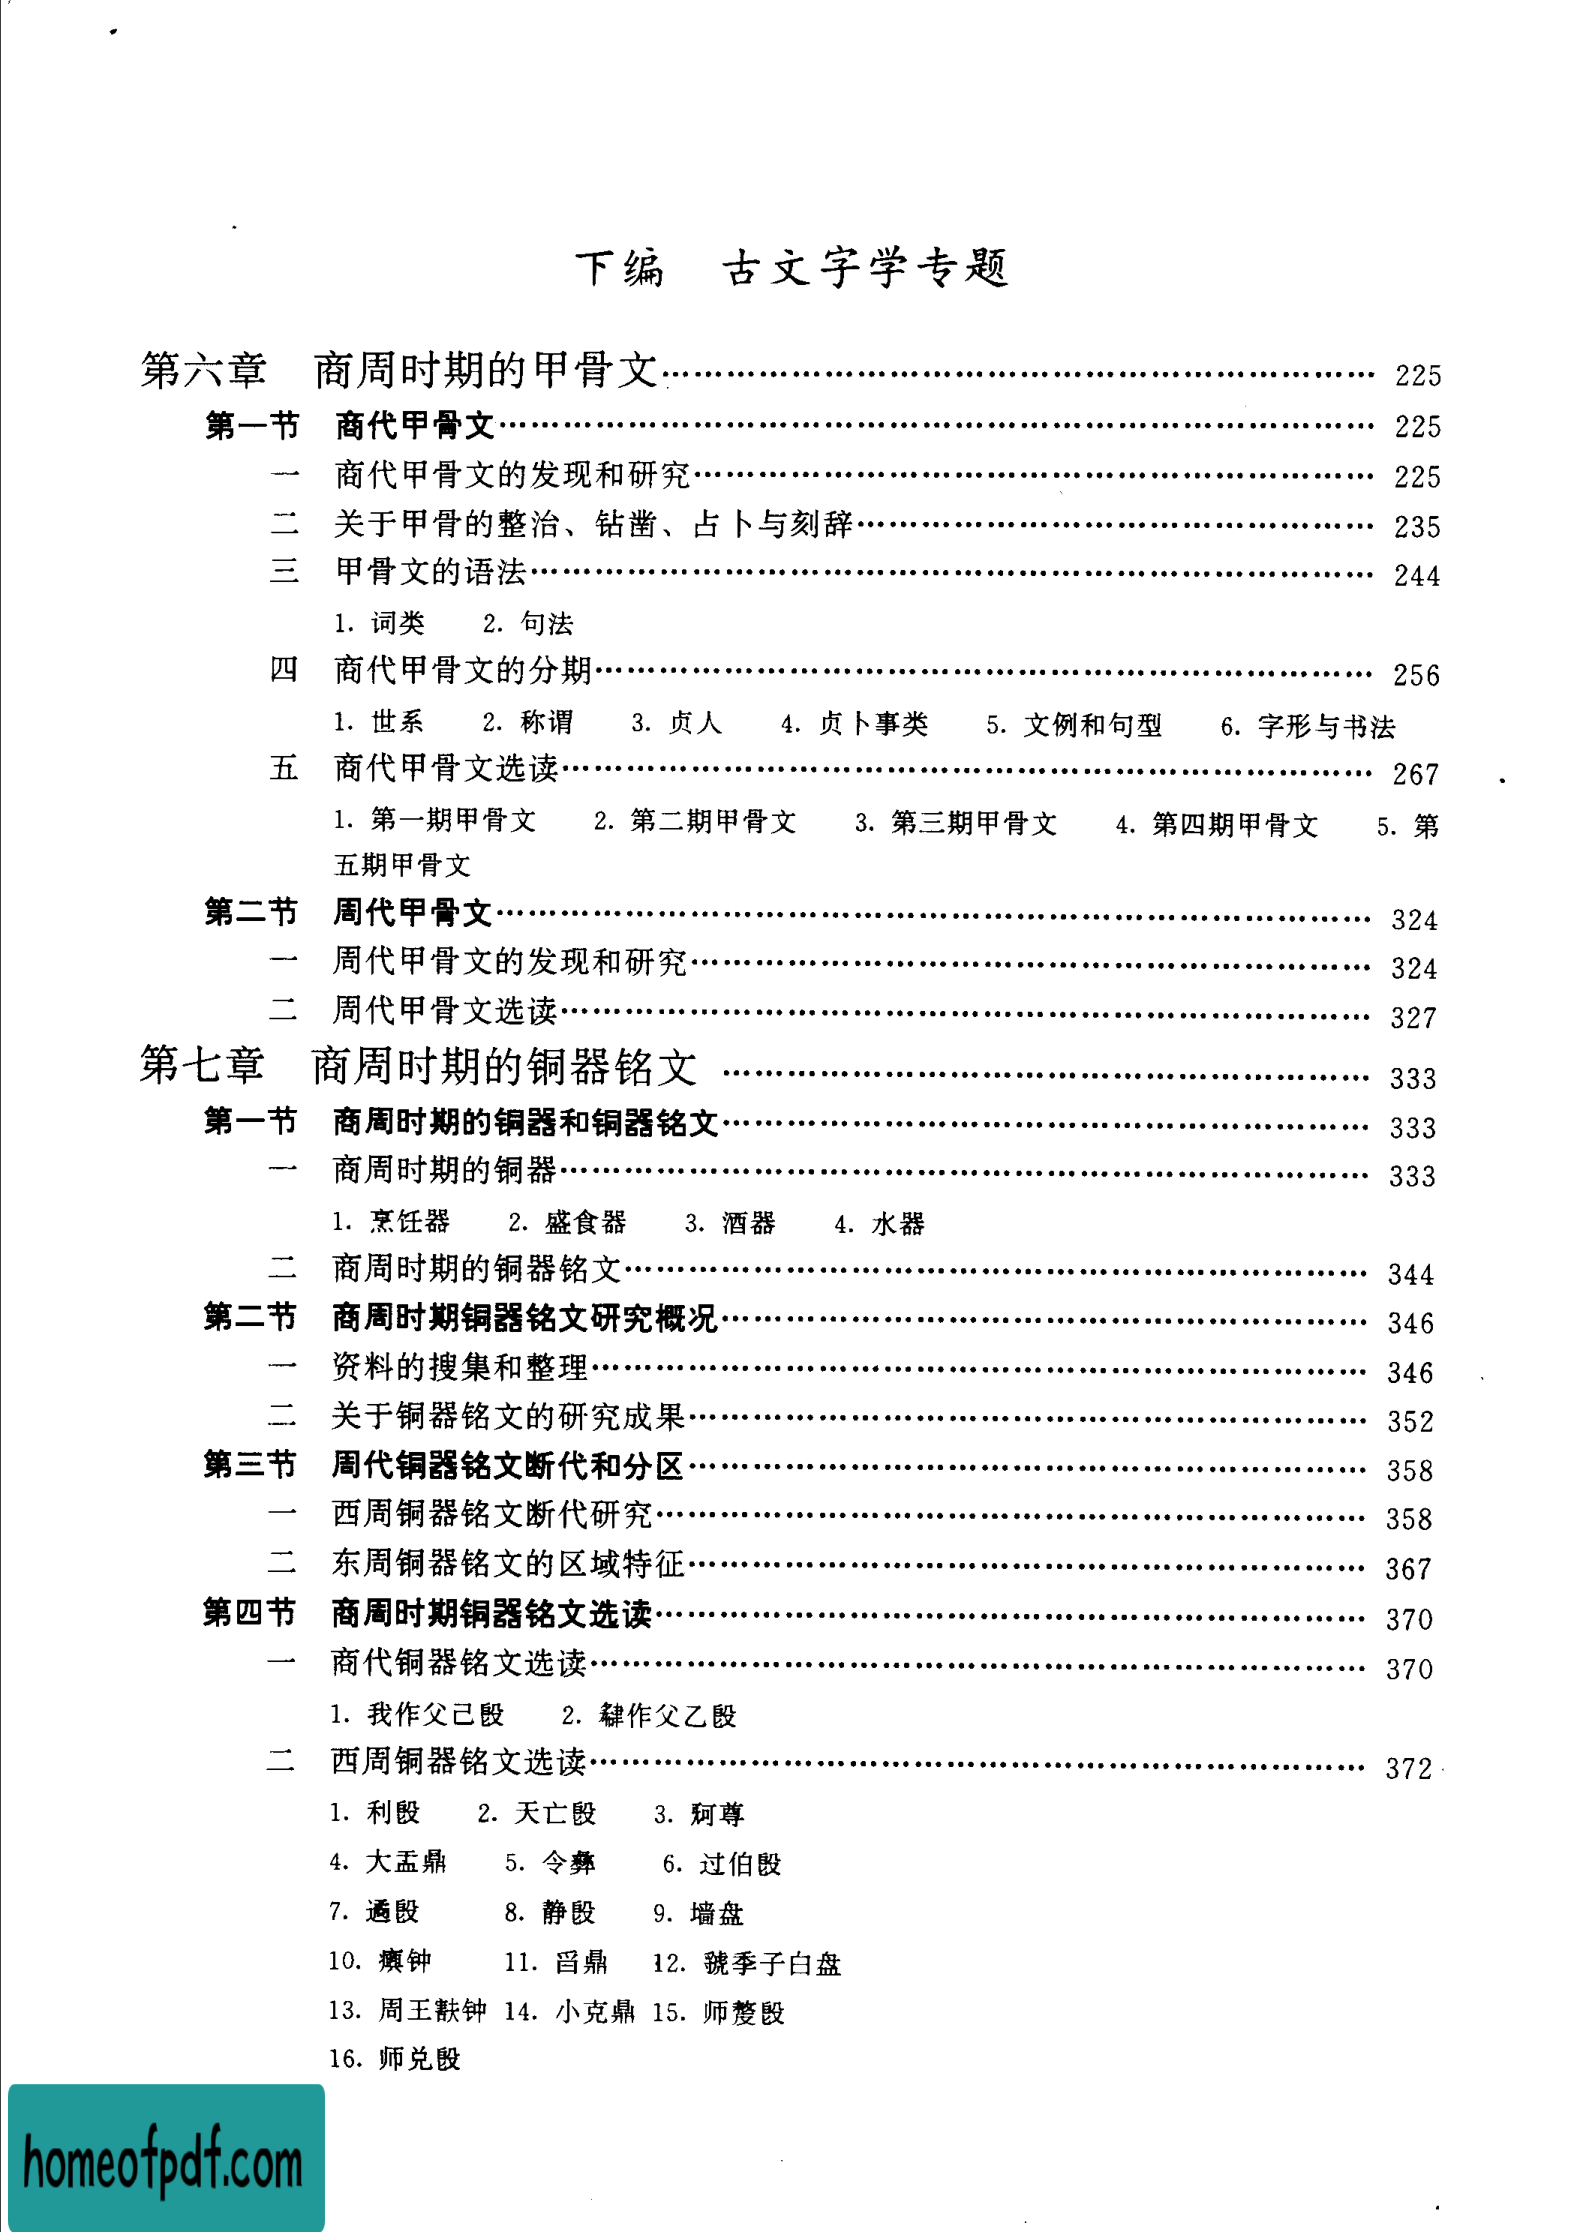 下编　古文字学专题
第六章　商周时期的甲骨文…………………………………… 225
第一节　商代甲骨文…………………………………… 225
一　商代甲骨文的发现和研究…………………………………… 225
二　关于甲骨的整治、钻凿、占卜与刻辞…………………………………… 235
三　甲骨文的语法…………………………………… 244
1. 词类　2. 句法
四　商代甲骨文的分期…………………………………… 256
1. 世系　2. 称谓　3. 贞人　4. 贞卜事类　5. 文例和句型　6. 字形与书法
五　商代甲骨文选读…………………………………… 267
1. 第一期甲骨文　2. 第二期甲骨文　3. 第三期甲骨文　4. 第四期甲骨文　5. 第
五期甲骨文
第二节　周代甲骨文…………………………………… 324
一　周代甲骨文的发现和研究…………………………………… 324
二　周代甲骨文选读…………………………………… 327
第七章　商周时期的铜器铭文 …………………………………… 333
第一节　商周时期的铜器和铜器铭文…………………………………… 333
一　商周时期的铜器…………………………………… 333
1. 烹饪器　2. 盛食器　3. 酒器　4. 水器
二　商周时期的铜器铭文…………………………………… 344
第二节　商周时期铜器铭文研究概况…………………………………… 346
一　资料的搜集和整理…………………………………… 346
二　关于铜器铭文的研究成果…………………………………… 352
第三节　周代铜器铭文断代和分区…………………………………… 358
一　西周铜器铭文断代研究…………………………………… 358
二　东周铜器铭文的区域特征…………………………………… 367
第四节　商周时期铜器铭文选读…………………………………… 370
一　商代铜器铭文选读…………………………………… 370
1. 我作父己𣪘　2. 作父乙𣪘
二　西周铜器铭文选读…………………………………… 372
1. 利𣪘　2. 天亡𣪘　3. 尊
4. 大盂鼎　5. 令彝　6. 过伯𣪘
7. 𣪘　8. 静𣪘　9. 墙盘
10. 𤼈钟　11. 曶鼎　12. 虢季子白盘
13. 周王㝬钟 14. 小克鼎 15. 师𣪘
16. 师兑𣪘
homeofpdf.com